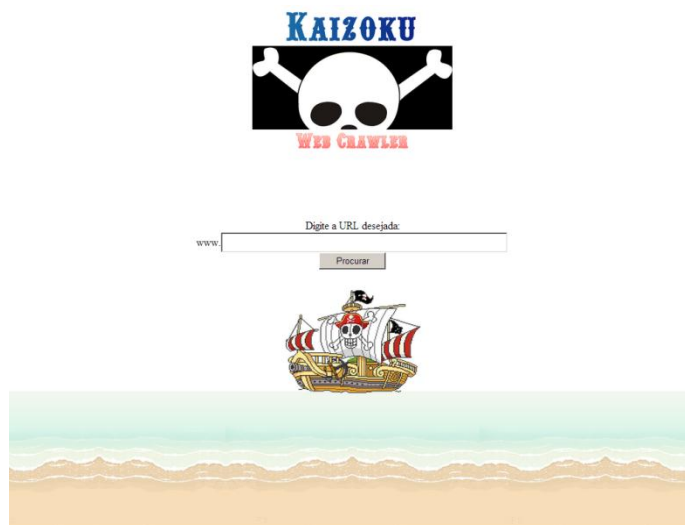 KAIZOKU
WEB CRAWLER
Digite a URL desejada:
www.
Procurar